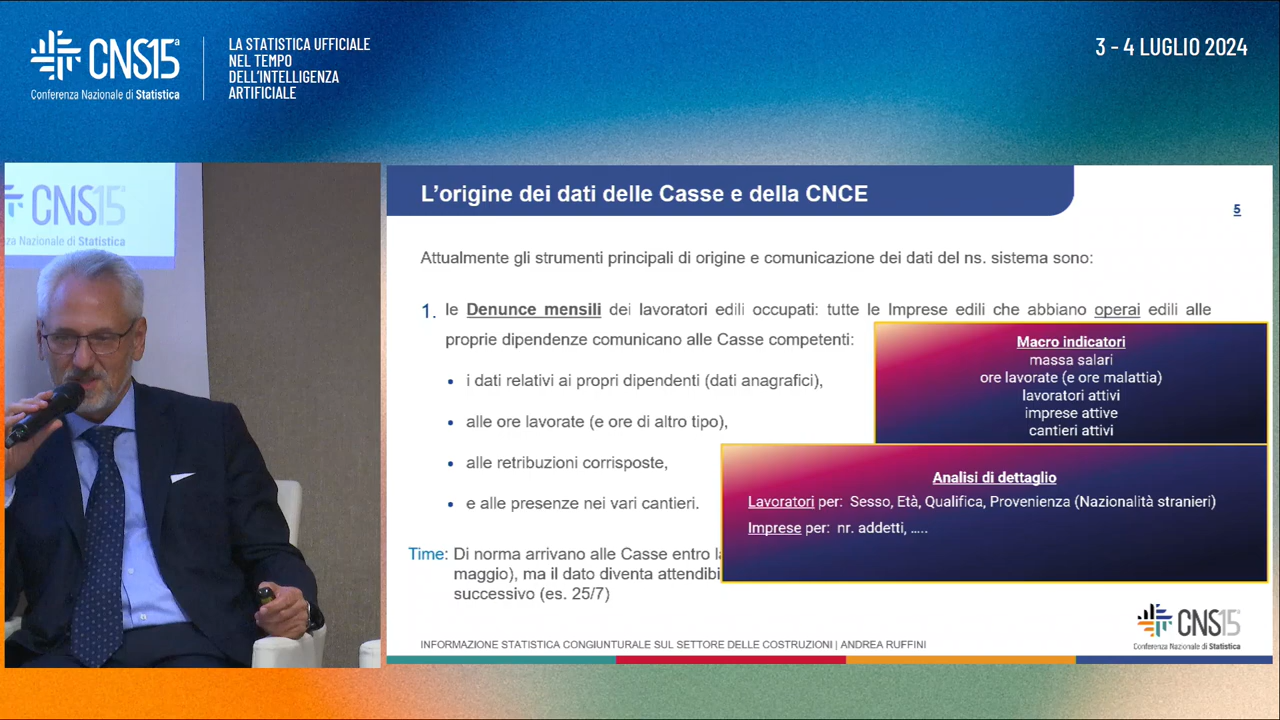 CNS15ª
Conferenza Nazionale di Statistica
LA STATISTICA UFFICIALE
NEL TEMPO
DELL'INTELLIGENZA
ARTIFICIALE
3 - 4 LUGLIO 2024
CNS15
nza Nazionale di Statistica
L'origine dei dati delle Casse e della CNCE
5
Attualmente gli strumenti principali di origine e comunicazione dei dati del ns. sistema sono:
1. le Denunce mensili dei lavoratori edili occupati: tutte le Imprese edili che abbiano operai edili alle
proprie dipendenze comunicano alle Casse competenti:
• i dati relativi ai propri dipendenti (dati anagrafici),
• alle ore lavorate (e ore di altro tipo),
• alle retribuzioni corrisposte,
• e alle presenze nei vari cantieri.
Macro indicatori
massa salari
ore lavorate (e ore malattia)
lavoratori attivi
imprese attive
cantieri attivi
Analisi di dettaglio
Lavoratori per: Sesso, Età, Qualifica, Provenienza (Nazionalità stranieri)
Imprese per: nr. addetti, …..
Time: Di norma arrivano alle Casse entro
maggio), ma il dato diventa
successivo (es. 25/7)
INFORMAZIONE STATISTICA CONGIUNTURALE SUL SETTORE DELLE COSTRUZIONI | ANDREA RUFFINI
CNS15ª
Conferenza Nazionale di Statistica